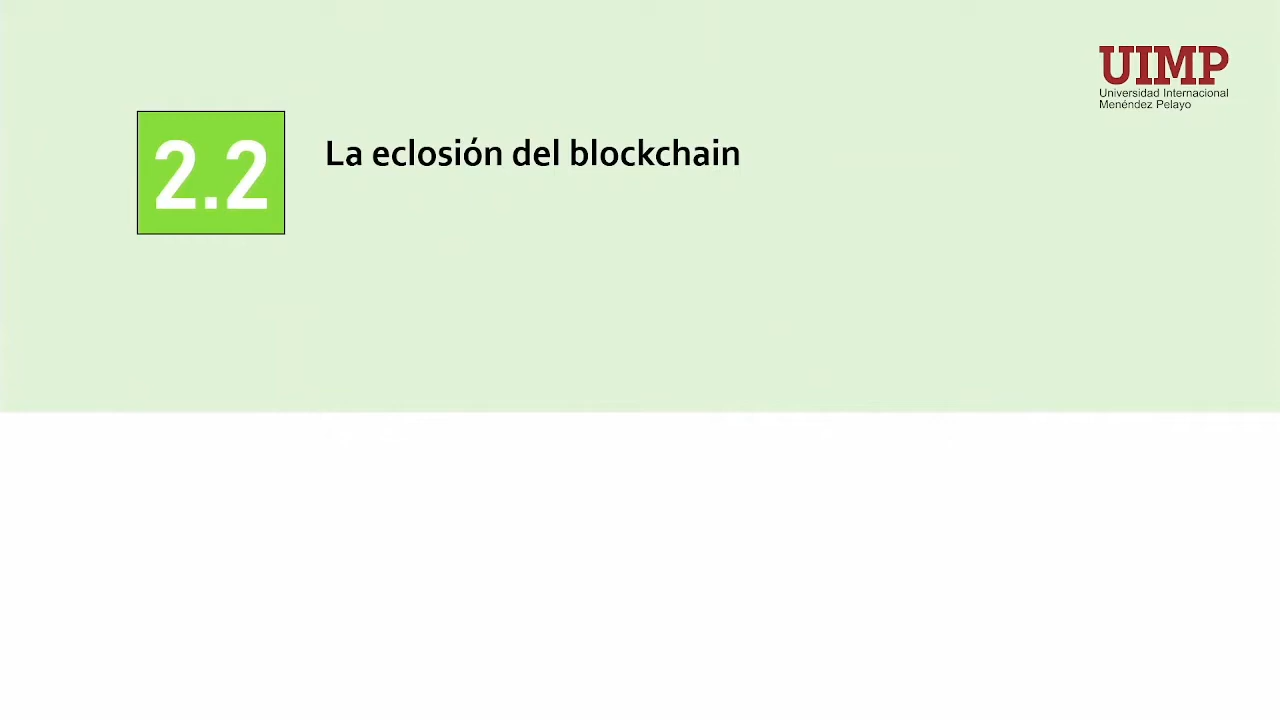 UIMP
Universidad Internacional
Menéndez Pelayo
2.2
La eclosión del blockchain